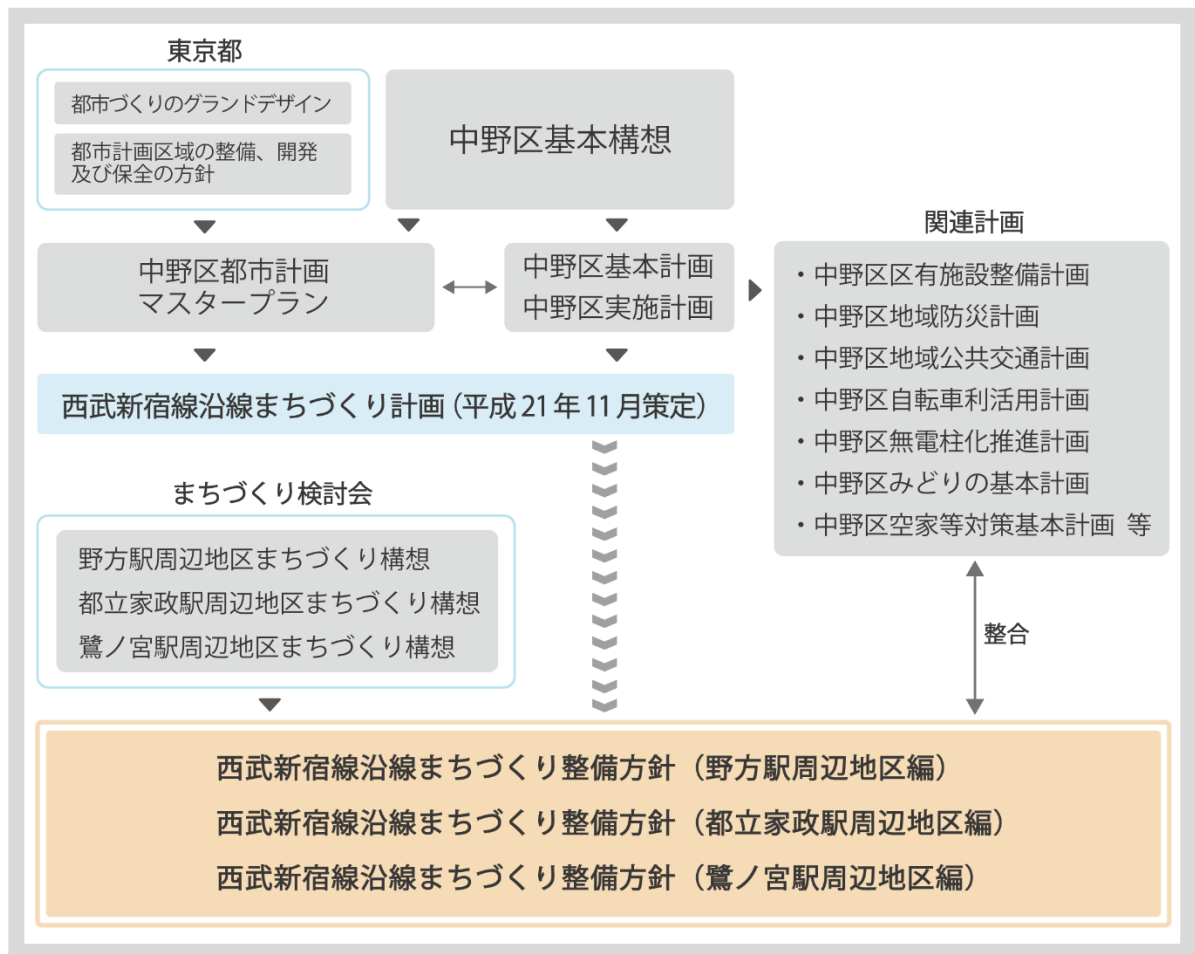 東京都
都市づくりのグランドデザイン
都市計画区域の整備、開発
及び保全の方針
中野区基本構想
中野区都市計画
マスタープラン
中野区基本計画
中野区実施計画
関連計画
・中野区区有施設整備計画
・中野区地域防災計画
・中野区地域公共交通計画
・中野区自転車利活用計画
・中野区無電柱化推進計画
・中野区みどりの基本計画
・中野区空家等対策基本計画 等
西武新宿線沿線まちづくり計画(平成21年11月策定)
まちづくり検討会
野方駅周辺地区まちづくり構想
都立家政駅周辺地区まちづくり構想
鷺ノ宮駅周辺地区まちづくり構想
整合
西武新宿線沿線まちづくり整備方針(野方駅周辺地区編)
西武新宿線沿線まちづくり整備方針(都立家政駅周辺地区編)
西武新宿線沿線まちづくり整備方針(鷺ノ宮駅周辺地区編)